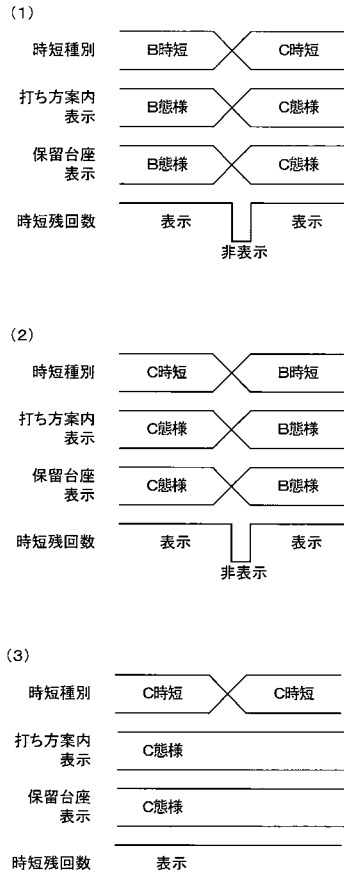 (1)
時短種別 B時短 C時短
打ち方案内
表示
B態様 C態様
保留台座
表示
B態様 C態様
時短残回数 表示 表示
非表示
(2)
時短種別 C時短 B時短
打ち方案内
表示
C態様 B態様
保留台座
表示
C態様 B態様
時短残回数 表示 表示
非表示
(3)
時短種別 C時短 C時短
打ち方案内
表示
C態様
保留台座
表示
C態様
時短残回数 表示